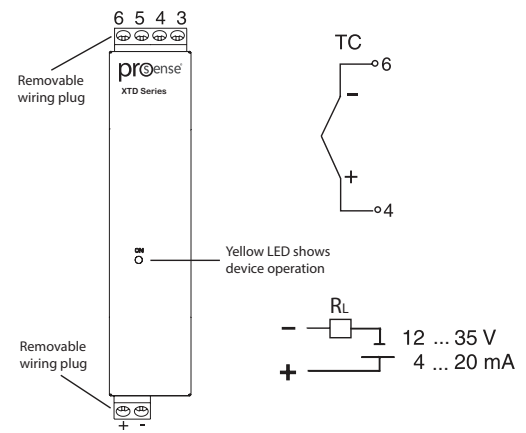 6 5 4 3
Removable
wiring plug
prosense®
XTD Series
ON
Yellow LED shows
device operation
Removable
wiring plug
+ -
TC
6
−
+
4
RL
− 
+
12 ... 35 V
4 ... 20 mA